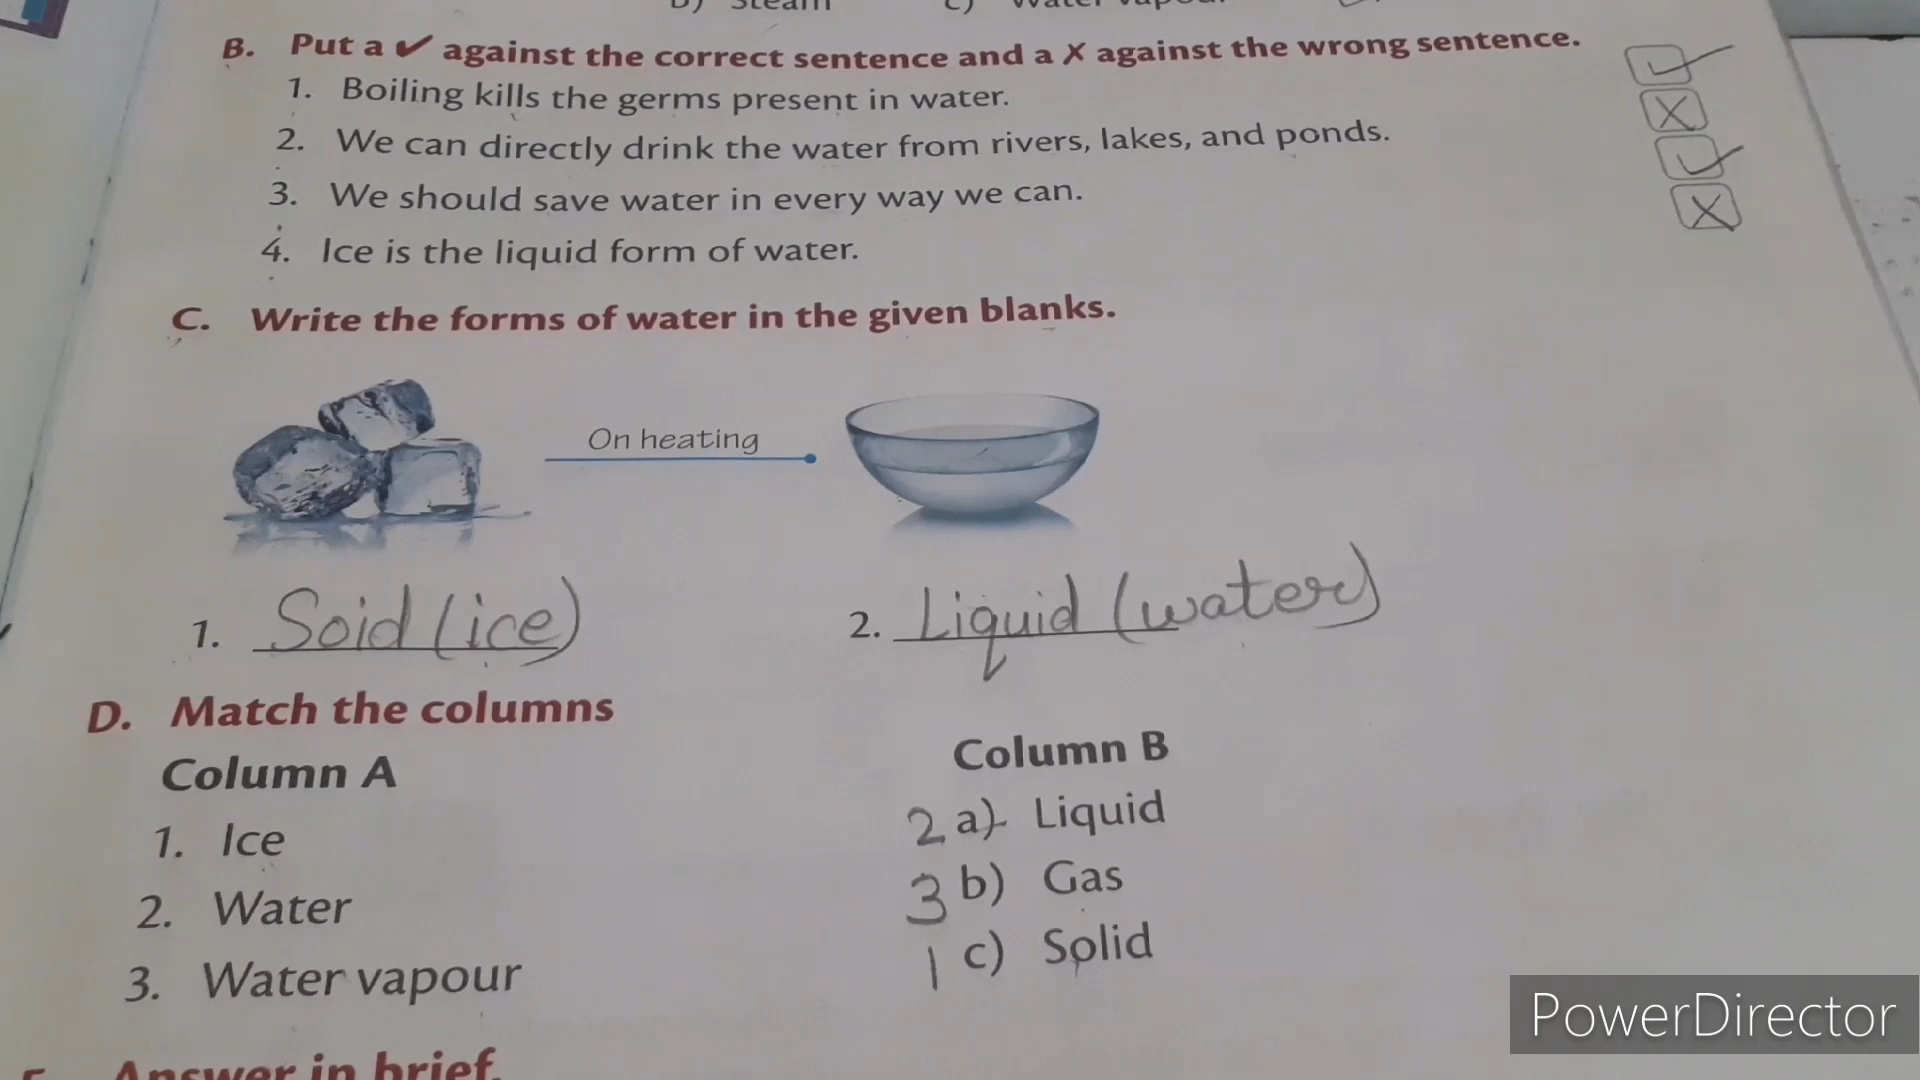 B. Put a ✔ against the correct sentence and a ✗ against the wrong sentence.
1. Boiling kills the germs present in water. ✓
2. We can directly drink the water from rivers, lakes, and ponds. X
3. We should save water in every way we can. ✓
4. Ice is the liquid form of water. X
C. Write the forms of water in the given blanks.
On heating
1. Soid (ice) 2. Liquid (water)
D. Match the columns
Column A Column B
1. Ice 2 a) Liquid
2. Water 3 b) Gas
3. Water vapour 1 c) Solid
Answer in brief.
PowerDirector